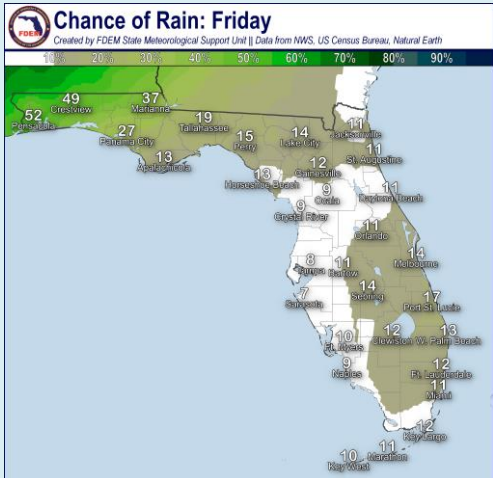 FDEM
Chance of Rain: Friday
Created by FDEM State Meteorological Support Unit || Data from NWS, US Census Bureau, Natural Earth
10% 20% 30% 40% 50% 60% 70% 80% 90%
52
Pensacola
49
Crestview
37
Marianna
27
Panama City
19
Tallahassee
13
Apalachicola
15
Perry
14
Lake City
11
Jacksonville
11
St. Augustine
12
Gainesville
13
Horseshoe Beach
9
Ocala
11
Daytona Beach
9
Crystal River
11
Orlando
8
Tampa
11
Bartow
14
Melbourne
7
Sarasota
14
Sebring
17
Port St. Lucie
10
Ft. Myers
12
Clewiston
13
W. Palm Beach
9
Naples
12
Ft. Lauderdale
11
Miami
12
Key Largo
11
Marathon
10
Key West